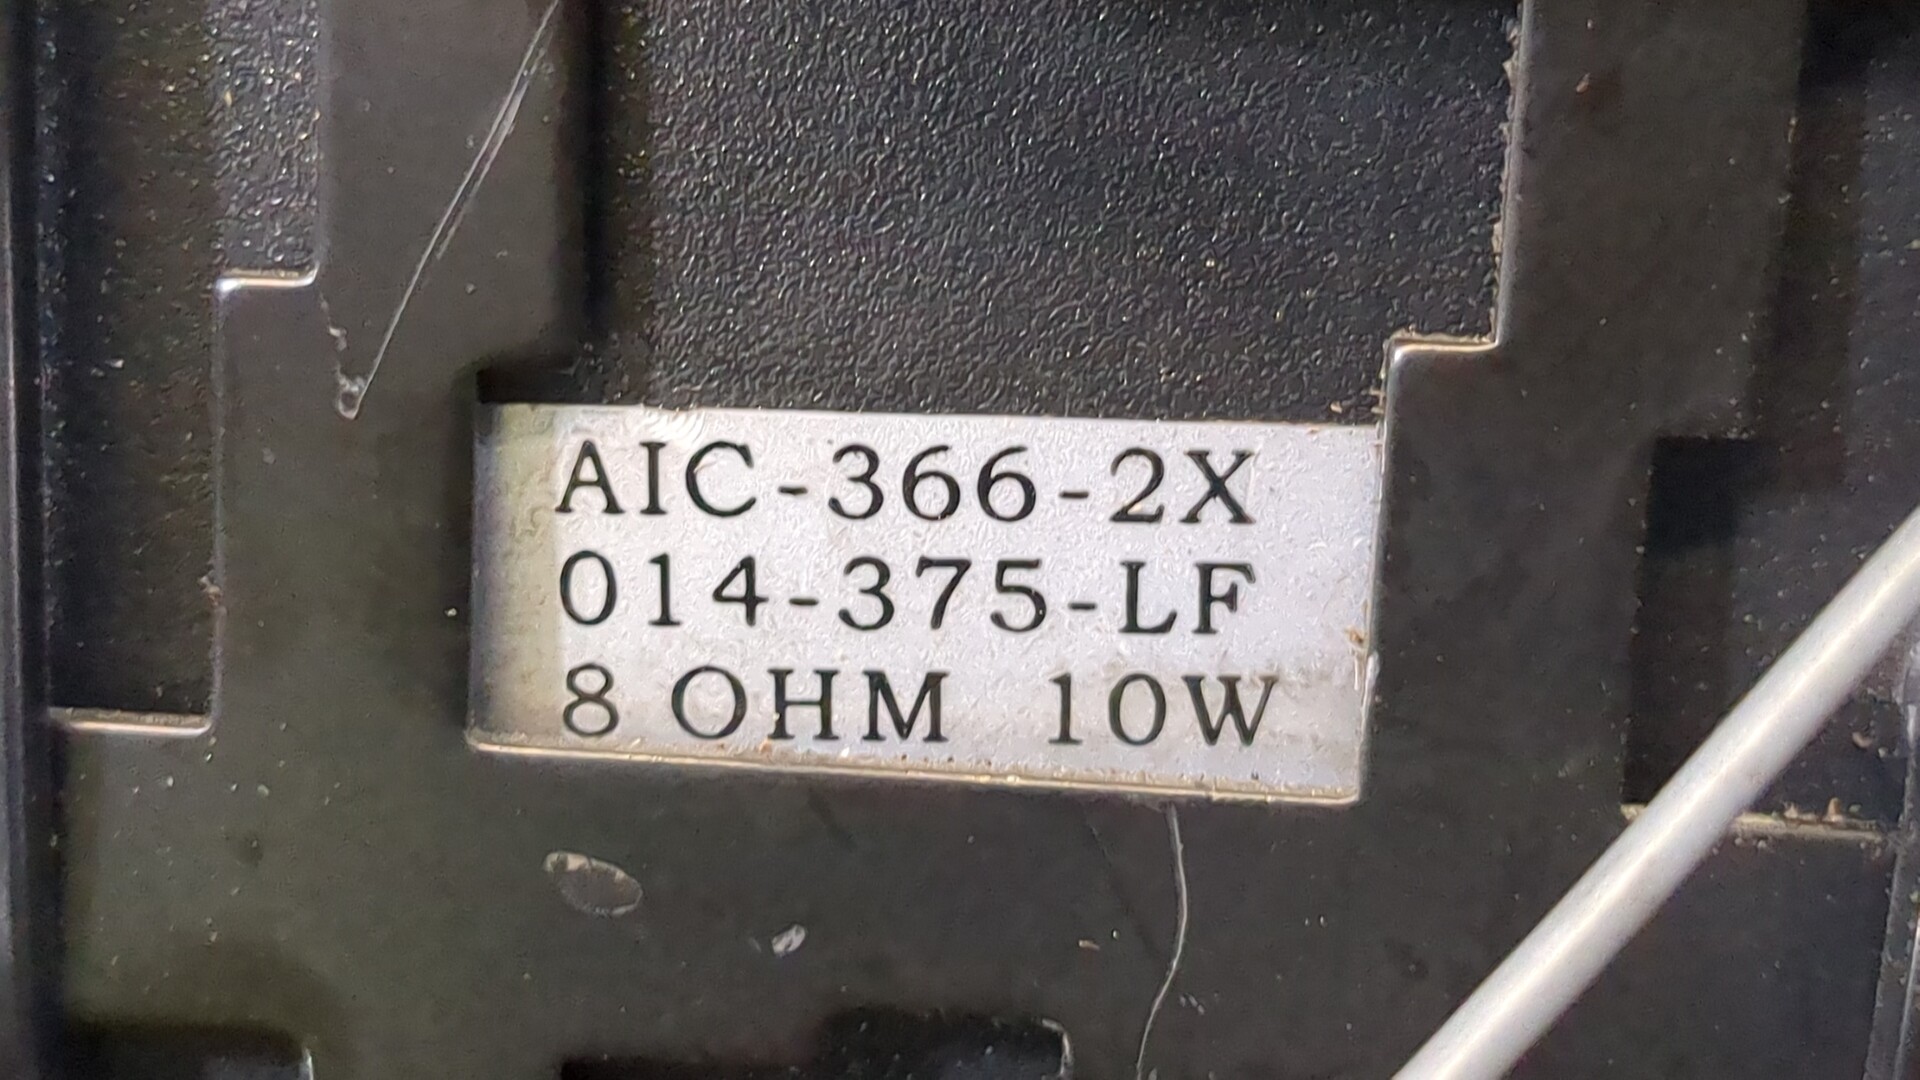 AIC-366-2X
014-375-LF
8 OHM 10W